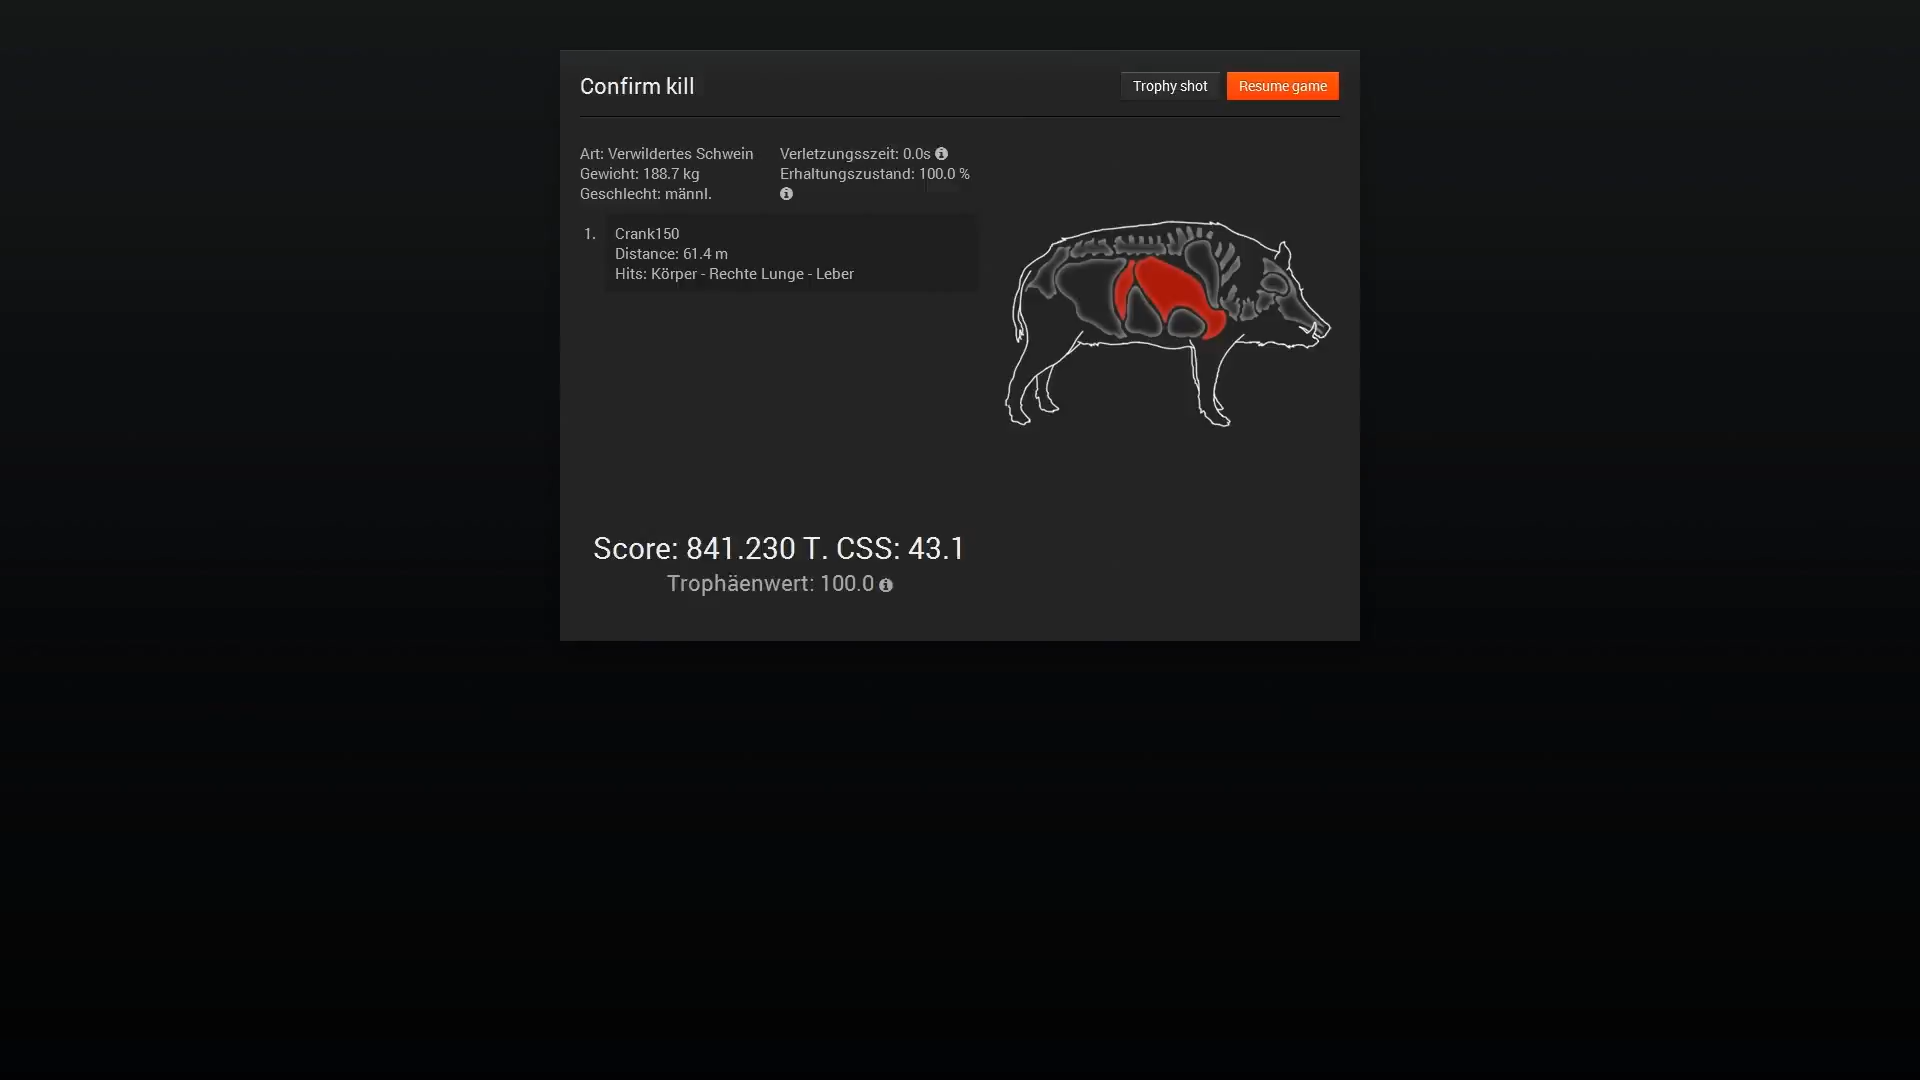 Confirm kill
Trophy shot
Resume game
Art: Verwildertes Schwein
Gewicht: 188.7 kg
Geschlecht: männl.
Verletzungsszeit: 0.0s
Erhaltungszustand: 100.0 %
1.
Crank150
Distance: 61.4 m
Hits: Körper - Rechte Lunge - Leber
Score: 841.230 T. CSS: 43.1
Trophäenwert: 100.0